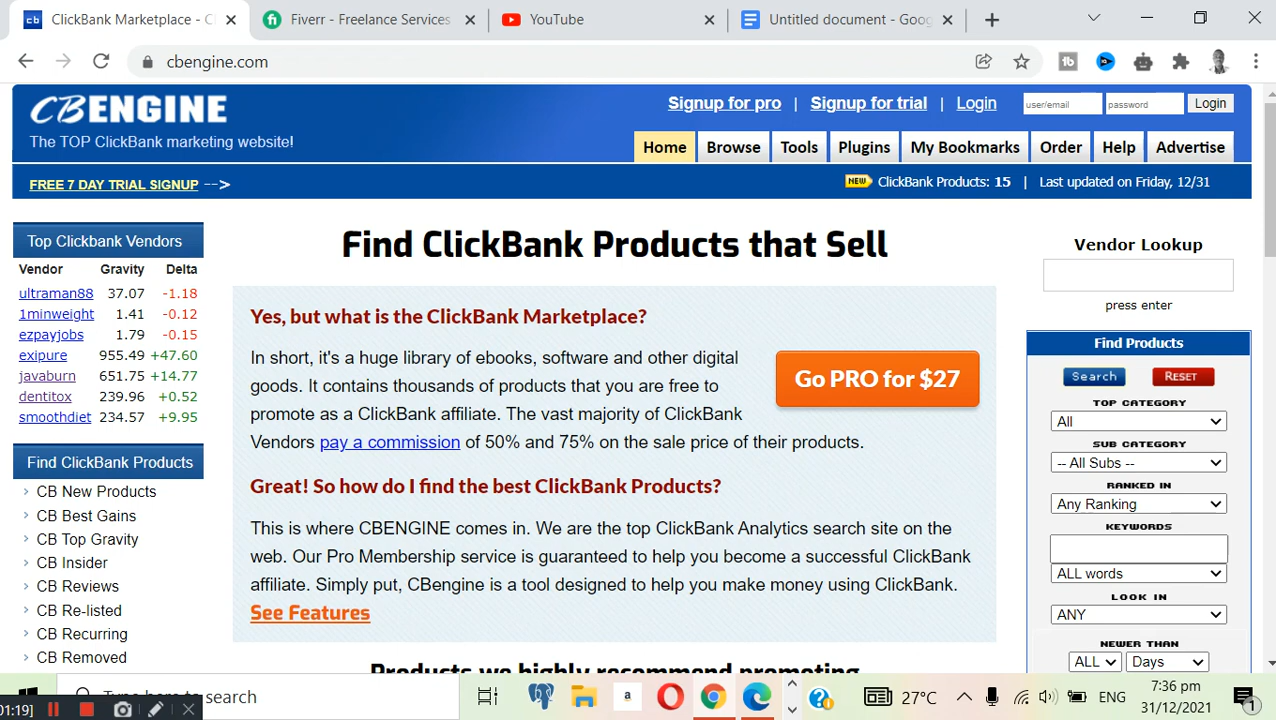 cb ClickBank Marketplace - C
Fiverr - Freelance Services
YouTube
Untitled document - Goog
cbengine.com
CBENGINE
The TOP ClickBank marketing website!
Signup for pro | Signup for trial | Login user/email password Login
Home Browse Tools Plugins My Bookmarks Order Help Advertise
FREE 7 DAY TRIAL SIGNUP -->
NEW ClickBank Products: 15 | Last updated on Friday, 12/31
Top Clickbank Vendors
Vendor Gravity Delta
ultraman88 37.07 -1.18
1minweight 1.41 -0.12
ezpayjobs 1.79 -0.15
exipure 955.49 +47.60
javaburn 651.75 +14.77
dentitox 239.96 +0.52
smoothdiet 234.57 +9.95
Find ClickBank Products
CB New Products
CB Best Gains
CB Top Gravity
CB Insider
CB Reviews
CB Re-listed
CB Recurring
CB Removed
Find ClickBank Products that Sell
Yes, but what is the ClickBank Marketplace?
In short, it's a huge library of ebooks, software and other digital
goods. It contains thousands of products that you are free to
promote as a ClickBank affiliate. The vast majority of ClickBank
Vendors pay a commission of 50% and 75% on the sale price of their products.
Go PRO for $27
Great! So how do I find the best ClickBank Products?
This is where CBENGINE comes in. We are the top ClickBank Analytics search site on the
web. Our Pro Membership service is guaranteed to help you become a successful ClickBank
affiliate. Simply put, CBengine is a tool designed to help you make money using ClickBank.
See Features
Products we highly recommend promoting
Vendor Lookup
press enter
Find Products
Search RESET
TOP CATEGORY
All
SUB CATEGORY
-- All Subs --
RANKED IN
Any Ranking
KEYWORDS
ALL words
LOOK IN
ANY
NEWER THAN
ALL Days
Type here to search
01:19
a
27°C
ENG
7:36 pm
31/12/2021
1